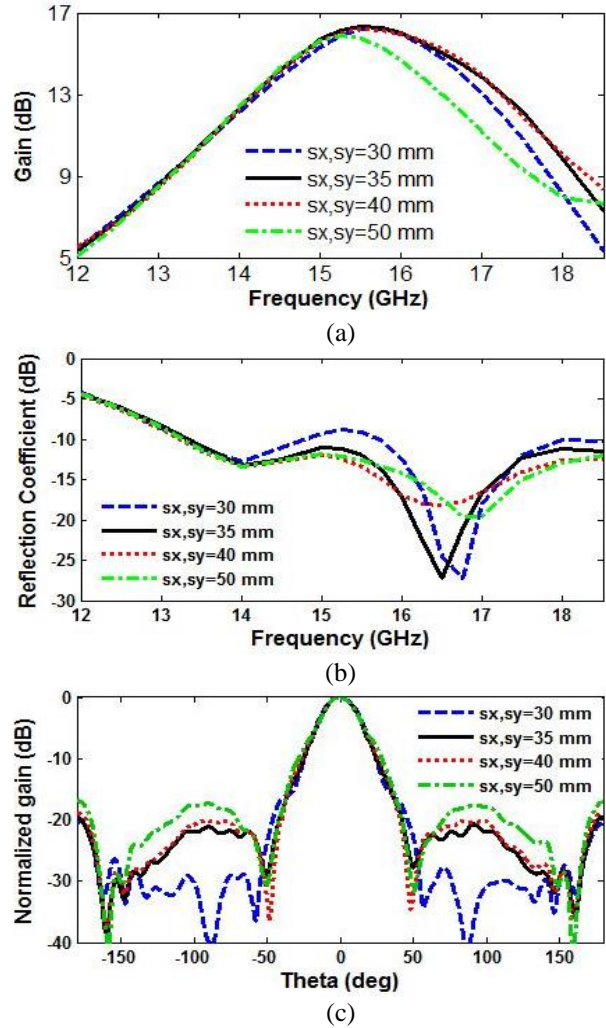 17
13
9
5
Gain (dB)
sx,sy=30 mm
sx,sy=35 mm
sx,sy=40 mm
sx,sy=50 mm
12 13 14 15 16 17 18
Frequency (GHz)
(a)
0
-5
-10
-15
-20
-25
-30
Reflection Coefficient (dB)
sx,sy=30 mm
sx,sy=35 mm
sx,sy=40 mm
sx,sy=50 mm
12 13 14 15 16 17 18
Frequency (GHz)
(b)
0
-10
-20
-30
-40
Normalized gain (dB)
sx,sy=30 mm
sx,sy=35 mm
sx,sy=40 mm
sx,sy=50 mm
-150 -100 -50 0 50 100 150
Theta (deg)
(c)